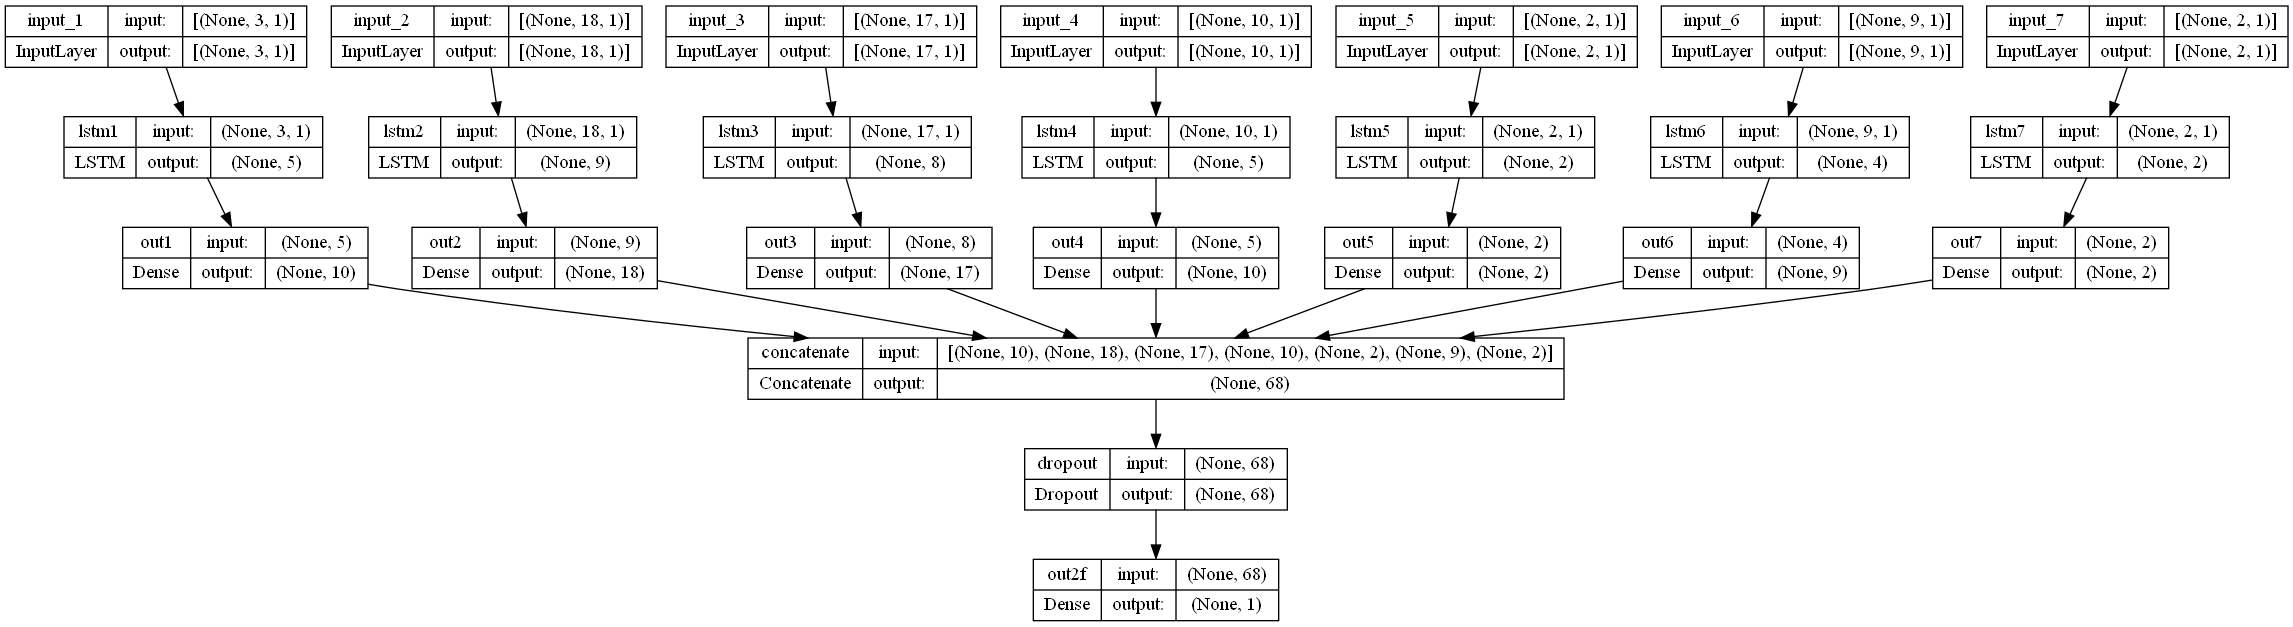 input_1 input: [(None, 3, 1)]
InputLayer output: [(None, 3, 1)]
input_2 input: [(None, 18, 1)]
InputLayer output: [(None, 18, 1)]
input_3 input: [(None, 17, 1)]
InputLayer output: [(None, 17, 1)]
input_4 input: [(None, 10, 1)]
InputLayer output: [(None, 10, 1)]
input_5 input: [(None, 2, 1)]
InputLayer output: [(None, 2, 1)]
input_6 input: [(None, 9, 1)]
InputLayer output: [(None, 9, 1)]
input_7 input: [(None, 2, 1)]
InputLayer output: [(None, 2, 1)]
lstm1 input: (None, 3, 1)
LSTM output: (None, 5)
lstm2 input: (None, 18, 1)
LSTM output: (None, 9)
lstm3 input: (None, 17, 1)
LSTM output: (None, 8)
lstm4 input: (None, 10, 1)
LSTM output: (None, 5)
lstm5 input: (None, 2, 1)
LSTM output: (None, 2)
lstm6 input: (None, 9, 1)
LSTM output: (None, 4)
lstm7 input: (None, 2, 1)
LSTM output: (None, 2)
out1 input: (None, 5)
Dense output: (None, 10)
out2 input: (None, 9)
Dense output: (None, 18)
out3 input: (None, 8)
Dense output: (None, 17)
out4 input: (None, 5)
Dense output: (None, 10)
out5 input: (None, 2)
Dense output: (None, 2)
out6 input: (None, 4)
Dense output: (None, 9)
out7 input: (None, 2)
Dense output: (None, 2)
concatenate input: [(None, 10), (None, 18), (None, 17), (None, 10), (None, 2), (None, 9), (None, 2)]
Concatenate output: (None, 68)
dropout input: (None, 68)
Dropout output: (None, 68)
out2f input: (None, 68)
Dense output: (None, 1)